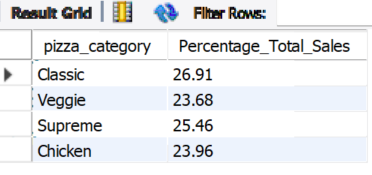 Result Grid Filter Rows:
pizza_category Percentage_Total_Sales
Classic 26.91
Veggie 23.68
Supreme 25.46
Chicken 23.96